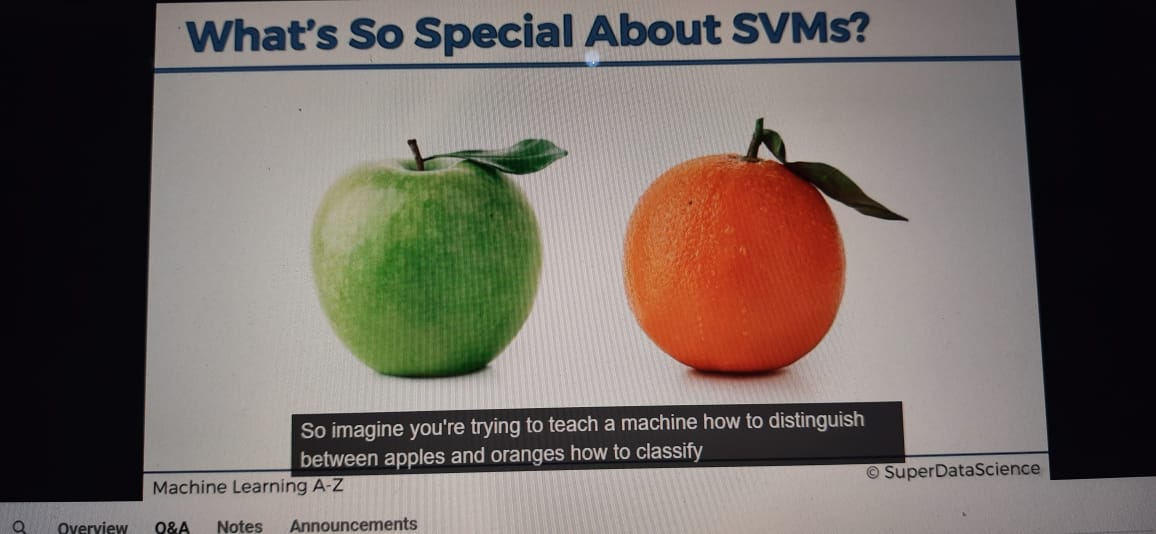 What's So Special About SVMs?
So imagine you're trying to teach a machine how to distinguish
between apples and oranges how to classify
© SuperDataScience
Machine Learning A-Z
Overview Q&A Notes Announcements